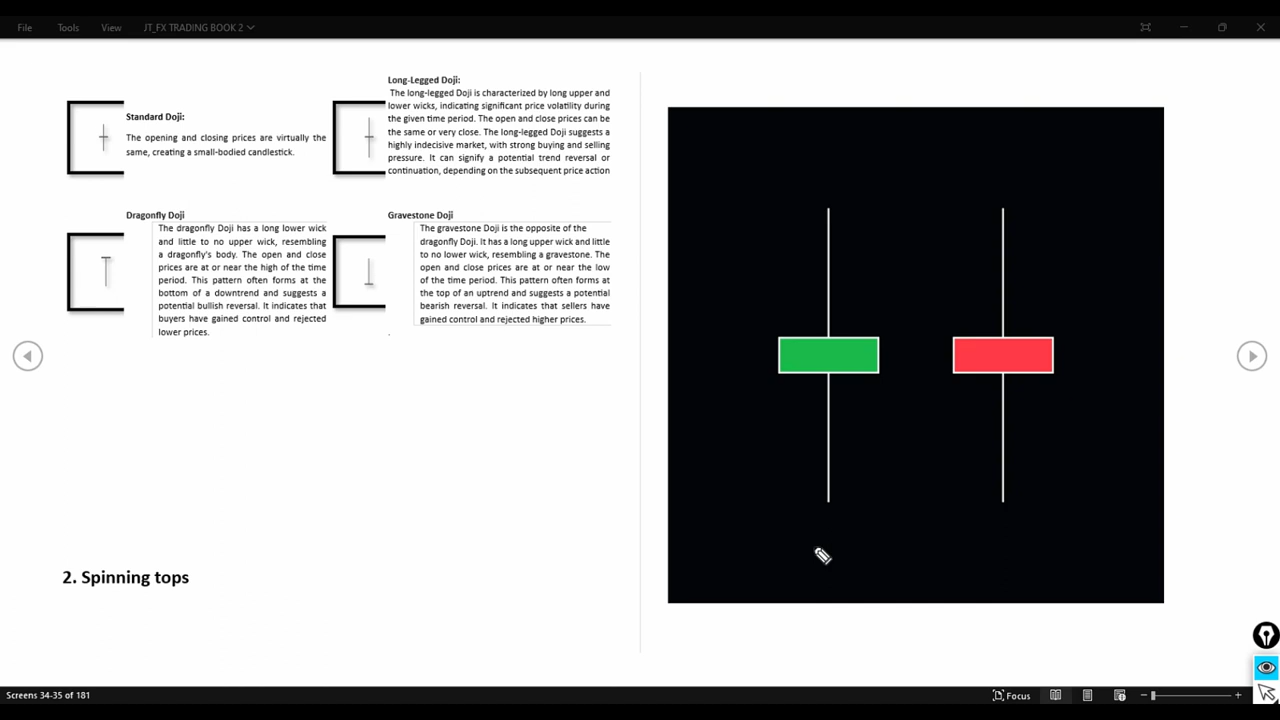 File Tools View JT_FX TRADING BOOK 2
Standard Doji:
The opening and closing prices are virtually the
same, creating a small-bodied candlestick.
Long-Legged Doji:
The long-legged Doji is characterized by long upper and
lower wicks, indicating significant price volatility during
the given time period. The open and close prices can be
the same or very close. The long-legged Doji suggests a
highly indecisive market, with strong buying and selling
pressure. It can signify a potential trend reversal or
continuation, depending on the subsequent price action
Dragonfly Doji
The dragonfly Doji has a long lower wick
and little to no upper wick, resembling
a dragonfly's body. The open and close
prices are at or near the high of the time
period. This pattern often forms at the
bottom of a downtrend and suggests a
potential bullish reversal. It indicates that
buyers have gained control and rejected
lower prices.
Gravestone Doji
The gravestone Doji is the opposite of the
dragonfly Doji. It has a long upper wick and little
to no lower wick, resembling a gravestone. The
open and close prices are at or near the low
of the time period. This pattern often forms at
the top of an uptrend and suggests a potential
bearish reversal. It indicates that sellers have
gained control and rejected higher prices.
.
2. Spinning tops
Screens 34-35 of 181
Focus